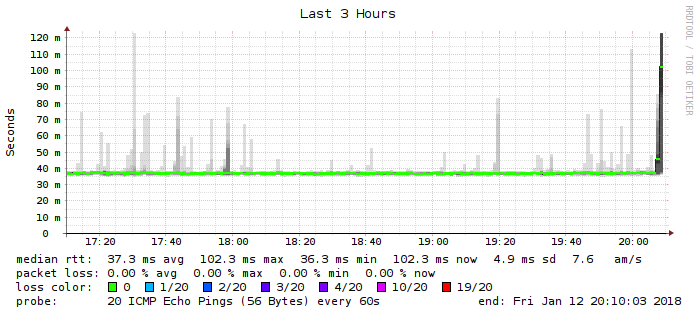 Last 3 Hours
RRDTOOL / TOBI OETIKER
Seconds
120 m
110 m
100 m
90 m
80 m
70 m
60 m
50 m
40 m
30 m
20 m
10 m
0
17:20 17:40 18:00 18:20 18:40 19:00 19:20 19:40 20:00
median rtt: 37.3 ms avg 102.3 ms max 36.3 ms min 102.3 ms now 4.9 ms sd 7.6 am/s
packet loss: 0.00 % avg 0.00 % max 0.00 % min 0.00 % now
loss color: 0 1/20 2/20 3/20 4/20 10/20 19/20
probe: 20 ICMP Echo Pings (56 Bytes) every 60s end: Fri Jan 12 20:10:03 2018